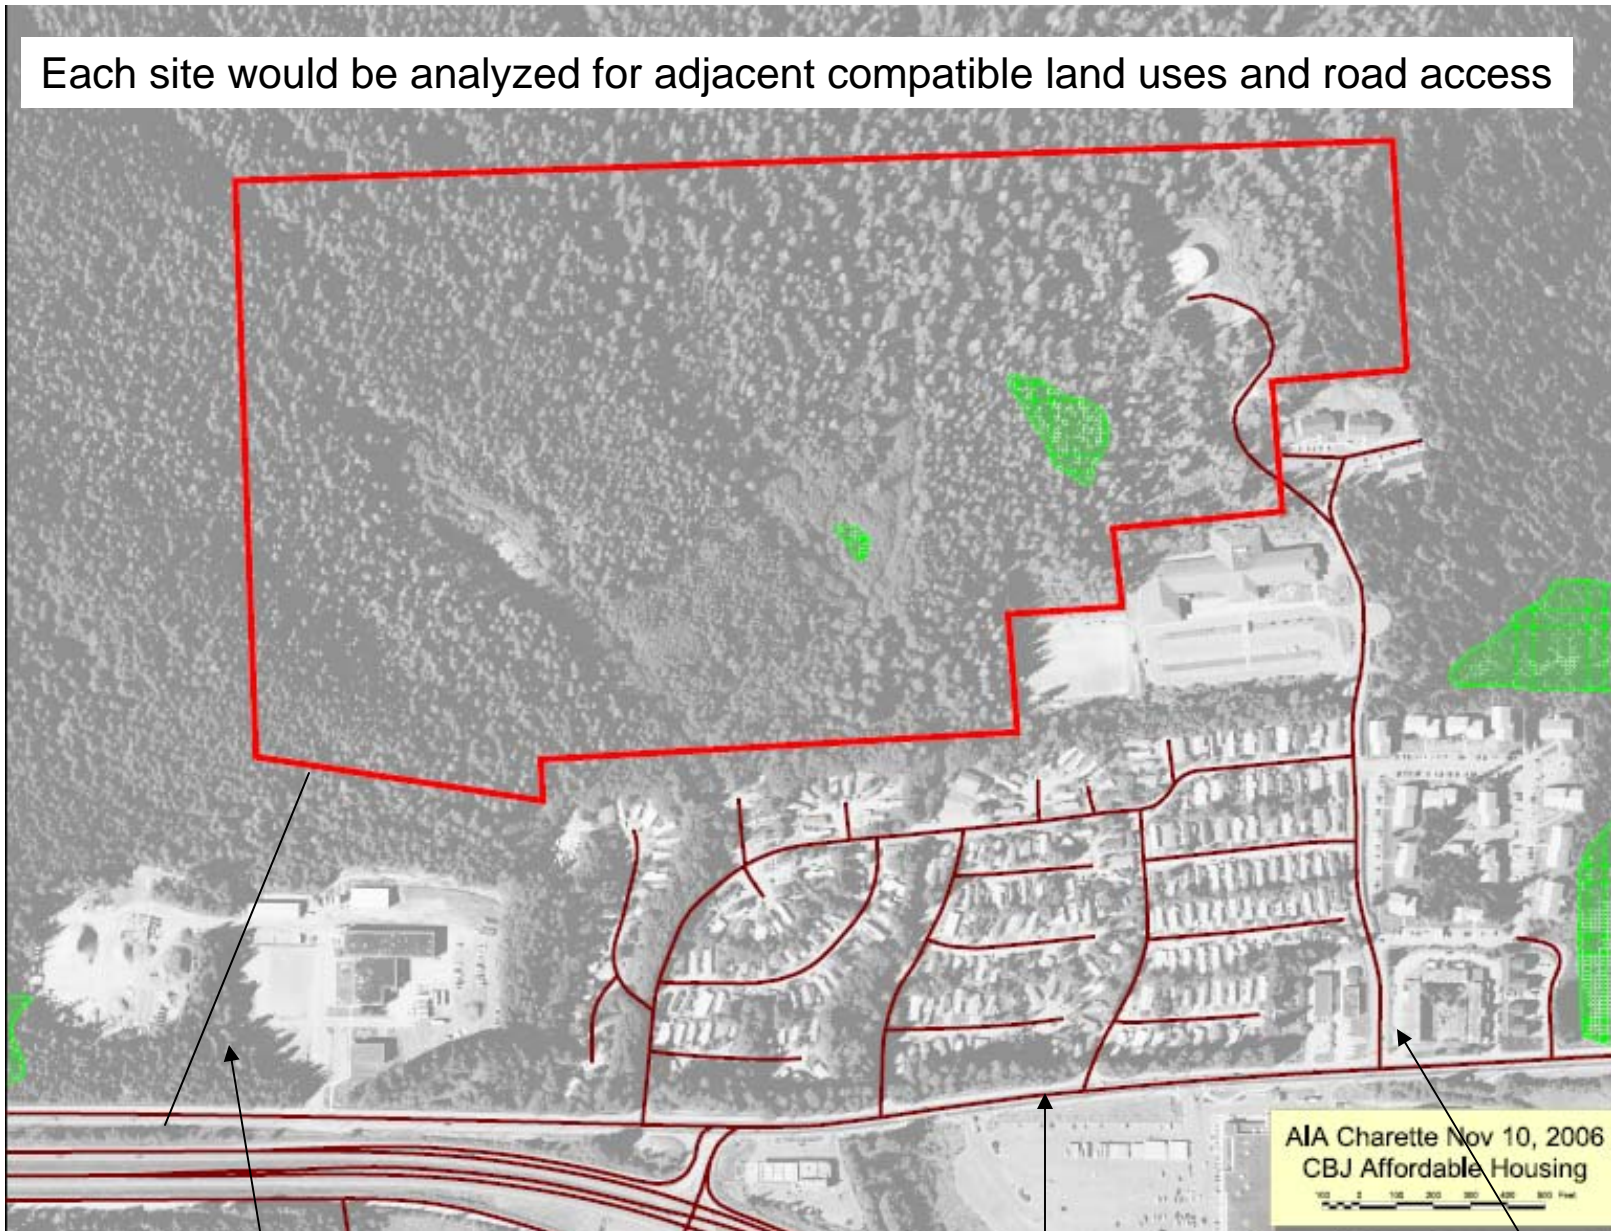 Each site would be analyzed for adjacent compatible land uses and road access
AIA Charette Nov 10, 2006
CBJ Affordable Housing